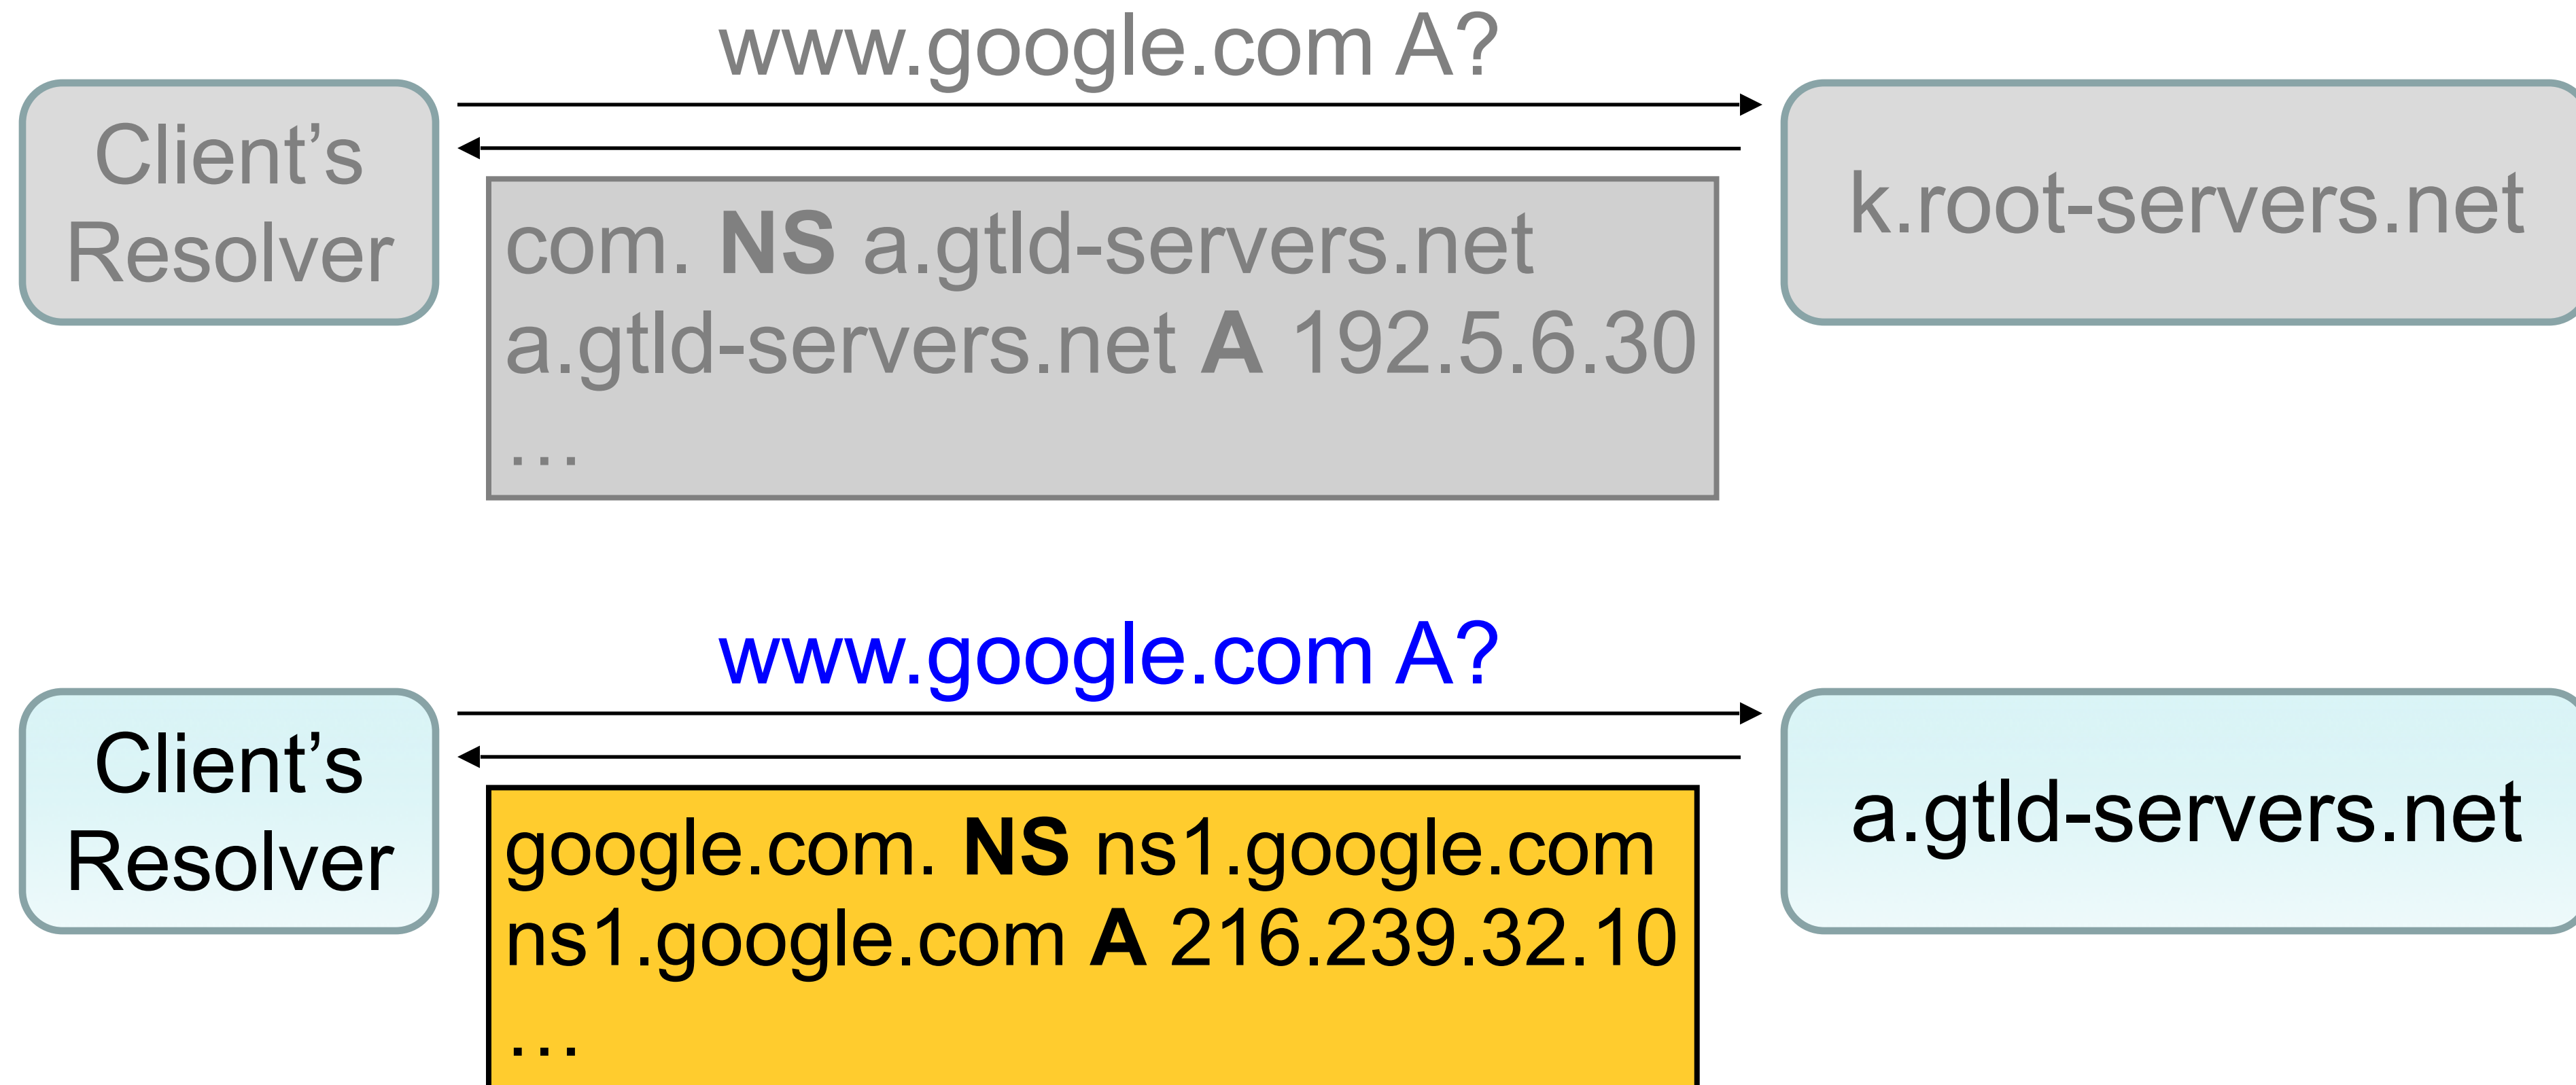 www.google.com A?
Client’s
Resolver
k.root-servers.net
com. NS a.gtld-servers.net
a.gtld-servers.net A 192.5.6.30
…
www.google.com A?
Client’s
Resolver
a.gtld-servers.net
google.com. NS ns1.google.com
ns1.google.com A 216.239.32.10
…